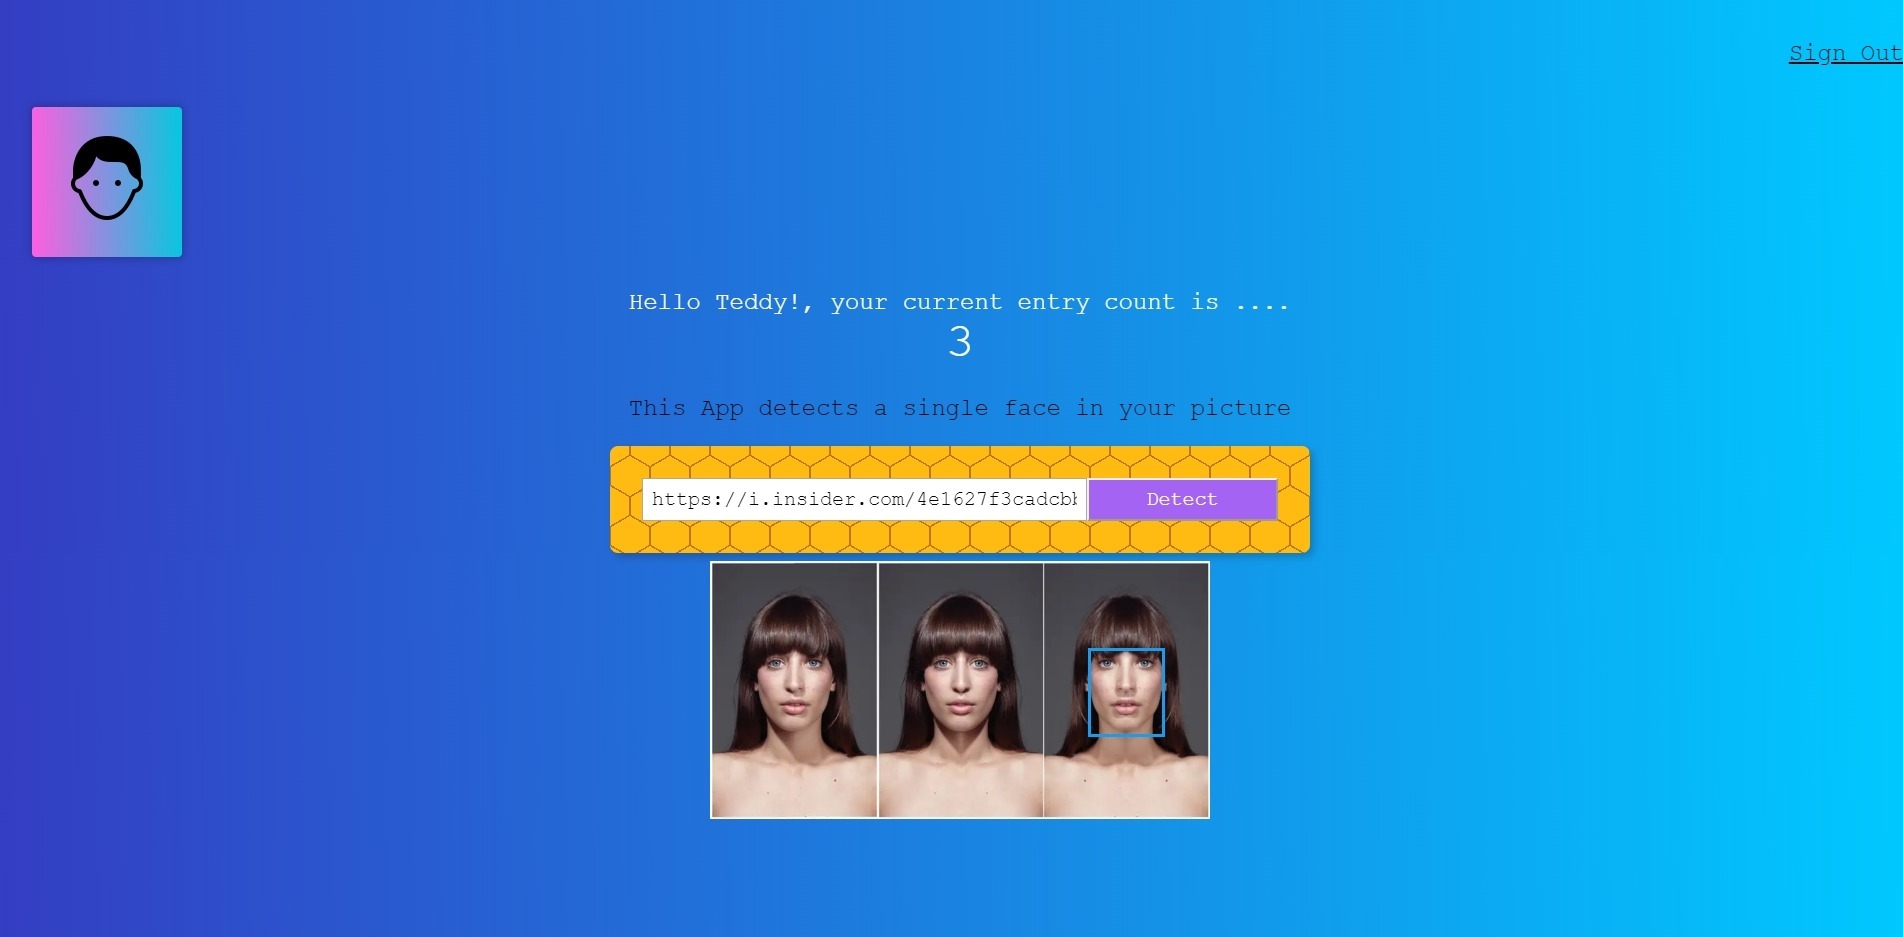 Sign Out
Hello Teddy!, your current entry count is ....
3
This App detects a single face in your picture
https://i.insider.com/4e1627f3cadcbb
Detect